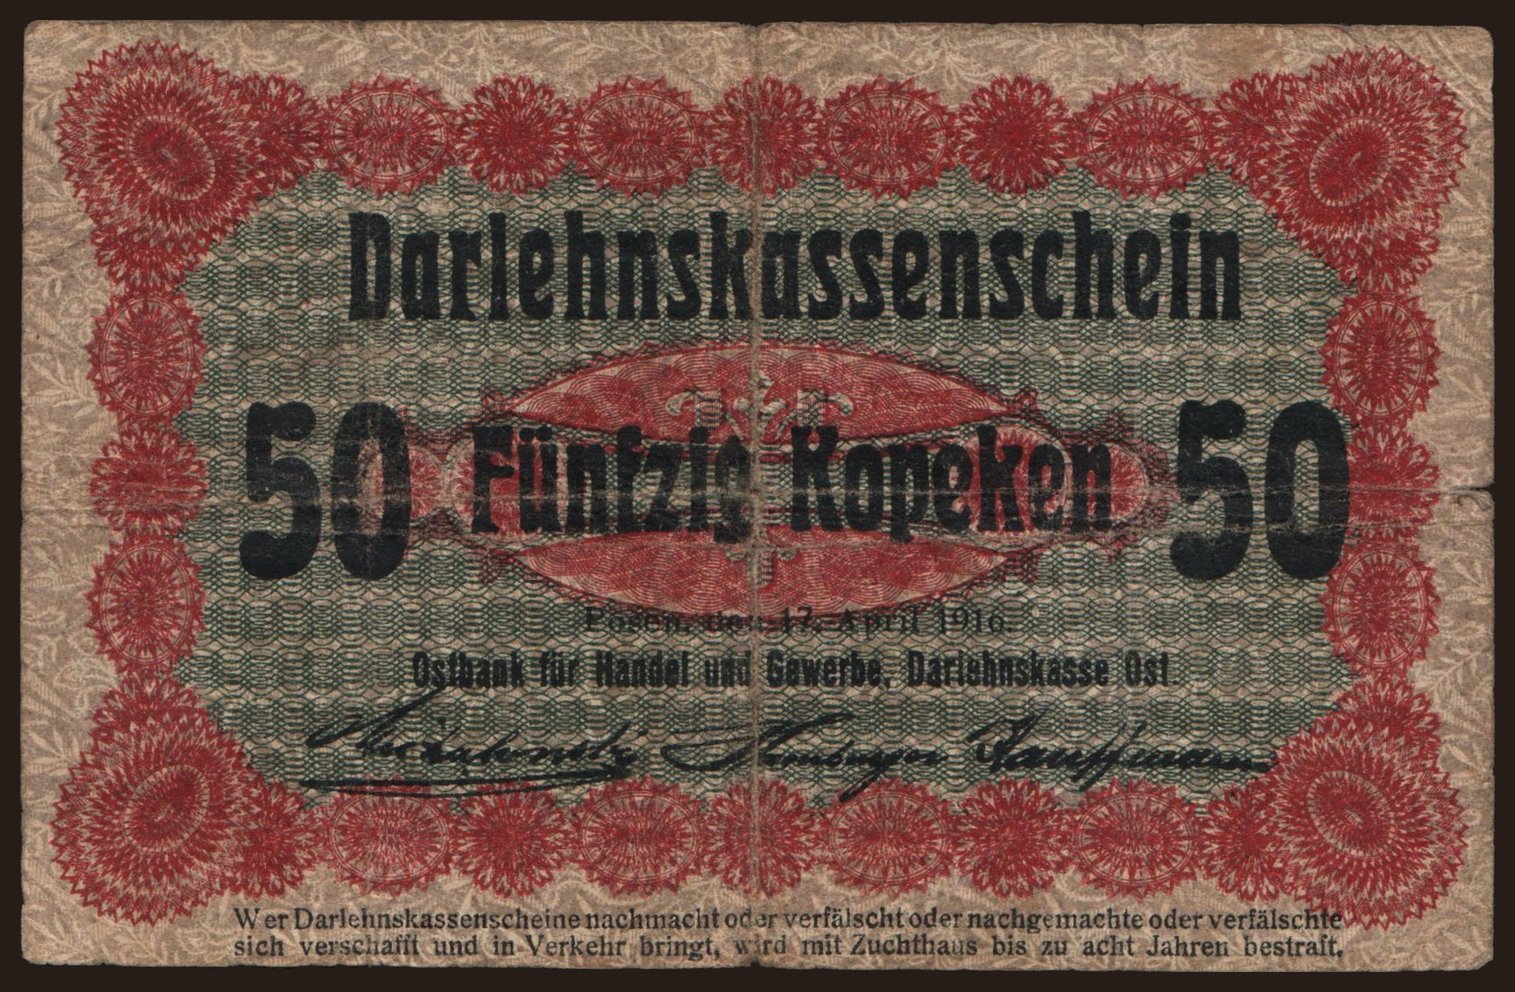 Darlehnskassenschein
50 Fünfzig Kopeken 50
Posen, den 17. April 1916.
Ostbank für Handel und Gewerbe, Darlehnskasse Ost
Kauffmann
Wer Darlehnskassenscheine nachmacht oder verfälscht oder nachgemachte oder verfälschte
sich verschafft und in Verkehr bringt, wird mit Zuchthaus bis zu acht Jahren bestraft.